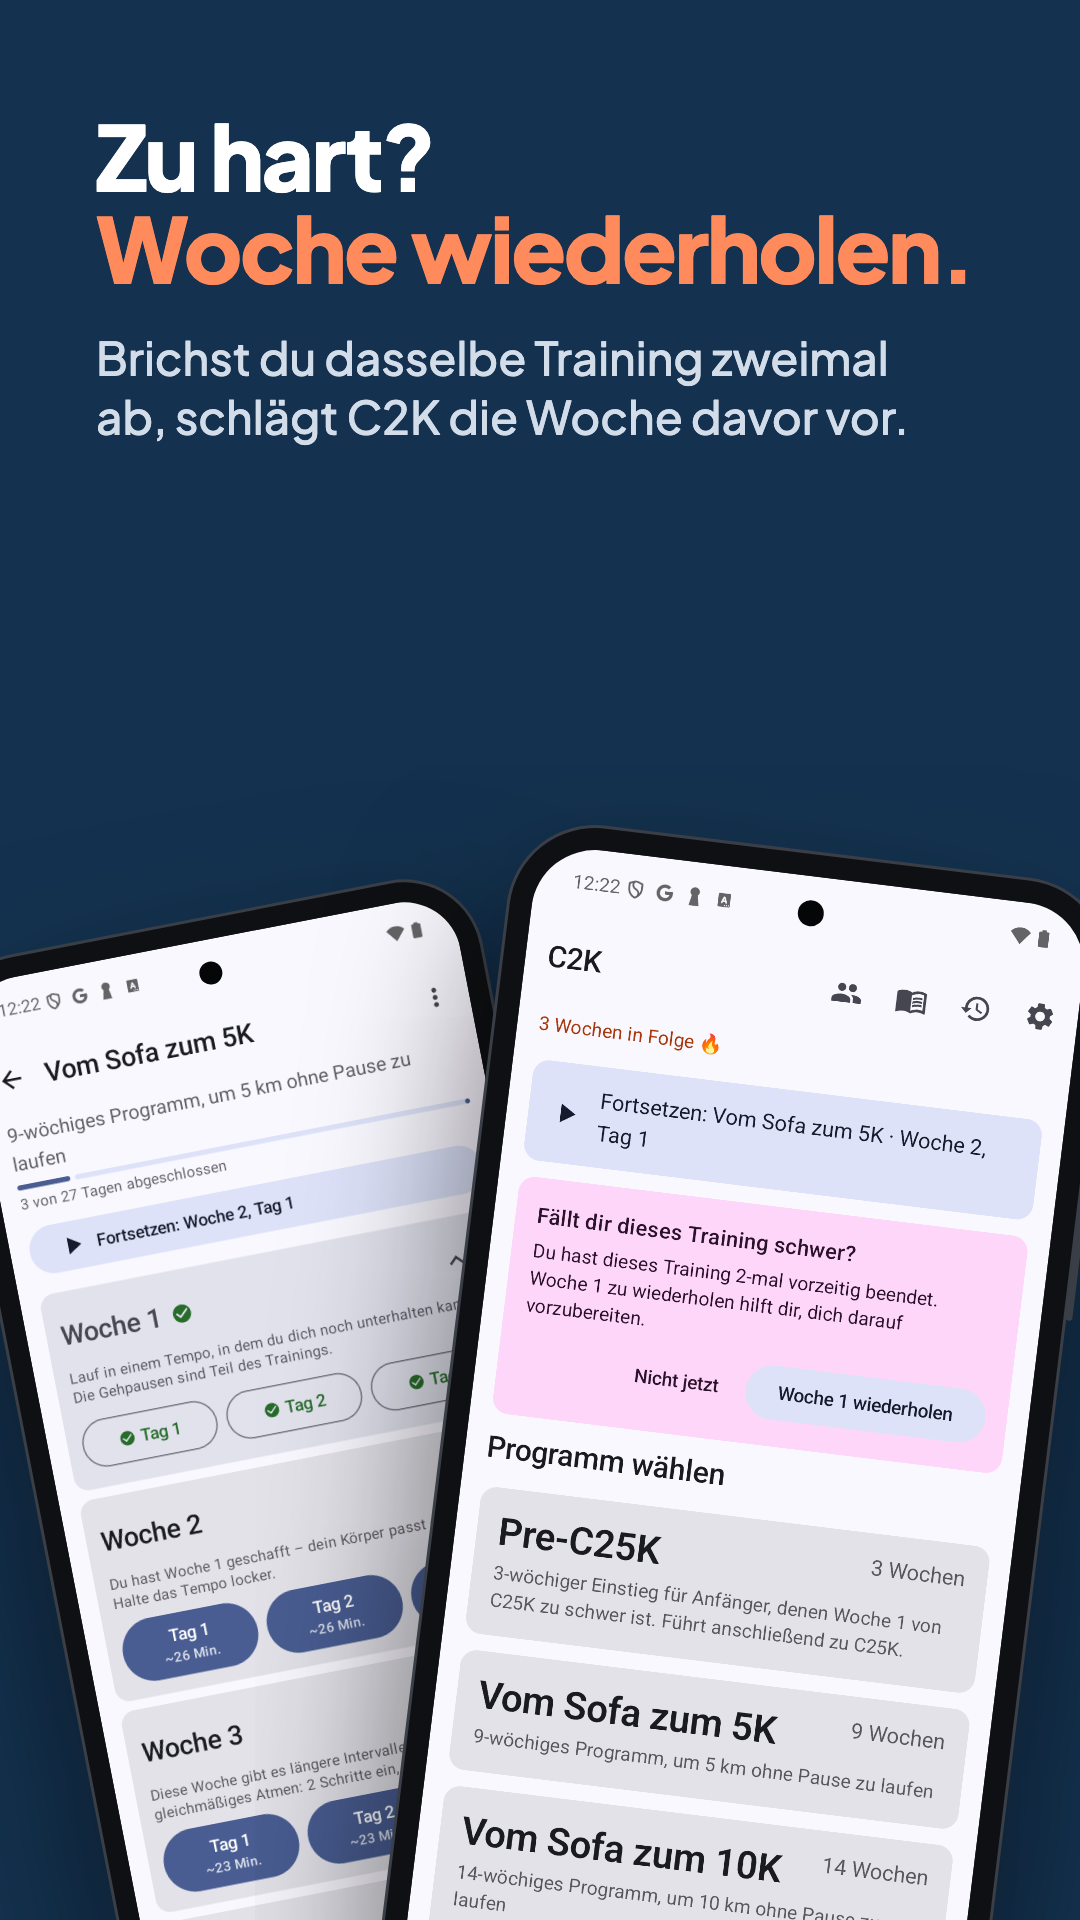 Zu hart?
Woche wiederholen.
Brichst du dasselbe Training zweimal
ab, schlägt C2K die Woche davor vor.
12:22
Vom Sofa zum 5K
9-wöchiges Programm, um 5 km ohne Pause zu
laufen
3 von 27 Tagen abgeschlossen
Fortsetzen: Woche 2, Tag 1
Woche 1
Lauf in einem Tempo, in dem du dich noch unterhalten
Die Gehpausen sind Teil des Trainings.
Tag 1
Tag 2
Woche 2
Du hast Woche 1 geschafft – dein Körper passt
Halte das Tempo locker.
Tag 1
~26 Min.
Tag 2
~26 Min.
Woche 3
Diese Woche gibt es längere Intervalle
gleichmäßiges Atmen: 2 Schritte ein,
Tag 1
~23 Min.
Tag 2
~23
12:22
C2K
3 Wochen in Folge 🔥
Fortsetzen: Vom Sofa zum 5K · Woche 2,
Tag 1
Fällt dir dieses Training schwer?
Du hast dieses Training 2-mal vorzeitig beendet.
Woche 1 zu wiederholen hilft dir, dich darauf
vorzubereiten.
Nicht jetzt
Woche 1 wiederholen
Programm wählen
Pre-C25K
3 Wochen
3-wöchiger Einstieg für Anfänger, denen Woche 1 von
C25K zu schwer ist. Führt anschließend zu C25K.
Vom Sofa zum 5K
9 Wochen
9-wöchiges Programm, um 5 km ohne Pause zu laufen
Vom Sofa zum 10K
14 Wochen
14-wöchiges Programm, um 10 km ohne Pause
laufen